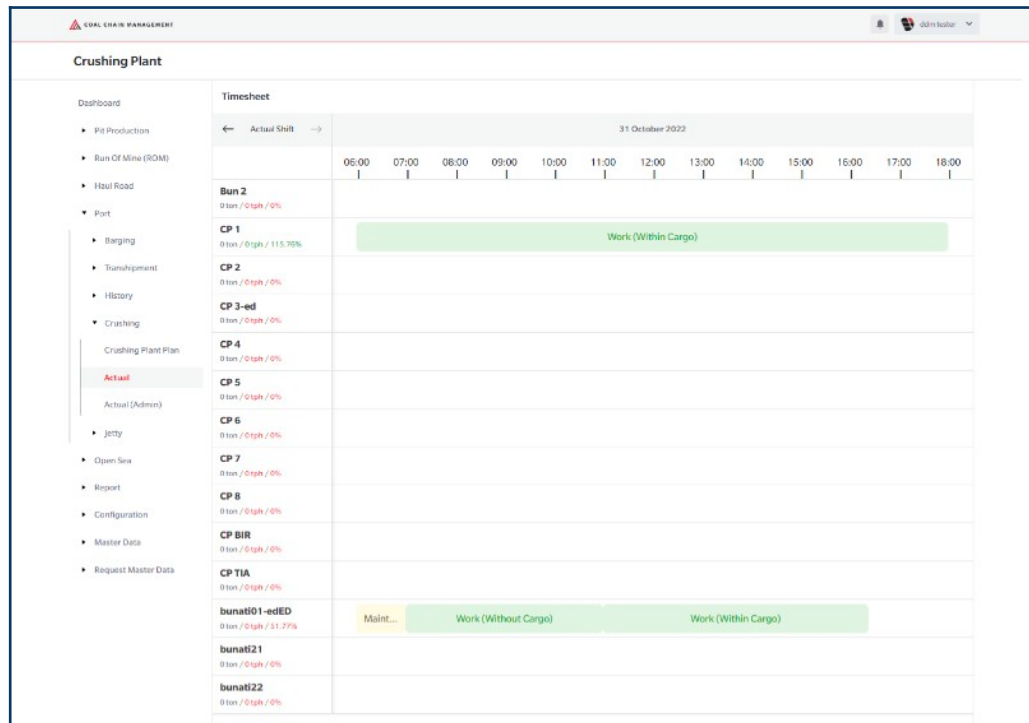 COAL CHAIN MANAGEMENT
ddm tester
Crushing Plant
Dashboard
Pit Production
Run Of Mine (ROM)
Haul Road
Port
Barging
Transhipment
History
Crushing
Crushing Plant Plan
Actual
Actual (Admin)
Jetty
Open Sea
Report
Configuration
Master Data
Request Master Data
Timesheet
← Actual Shift → 31 October 2022
06:00 07:00 08:00 09:00 10:00 11:00 12:00 13:00 14:00 15:00 16:00 17:00 18:00
Bun 2
0 ton / 0 tph / 0%
CP 1
0 ton / 0 tph / 115.76%
Work (Within Cargo)
CP 2
0 ton / 0 tph / 0%
CP 3-ed
0 ton / 0 tph / 0%
CP 4
0 ton / 0 tph / 0%
CP 5
0 ton / 0 tph / 0%
CP 6
0 ton / 0 tph / 0%
CP 7
0 ton / 0 tph / 0%
CP 8
0 ton / 0 tph / 0%
CP BIR
0 ton / 0 tph / 0%
CP TIA
0 ton / 0 tph / 0%
bunati01-edED
0 ton / 0 tph / 51.77%
Maint... Work (Without Cargo) Work (Within Cargo)
bunati21
0 ton / 0 tph / 0%
bunati22
0 ton / 0 tph / 0%